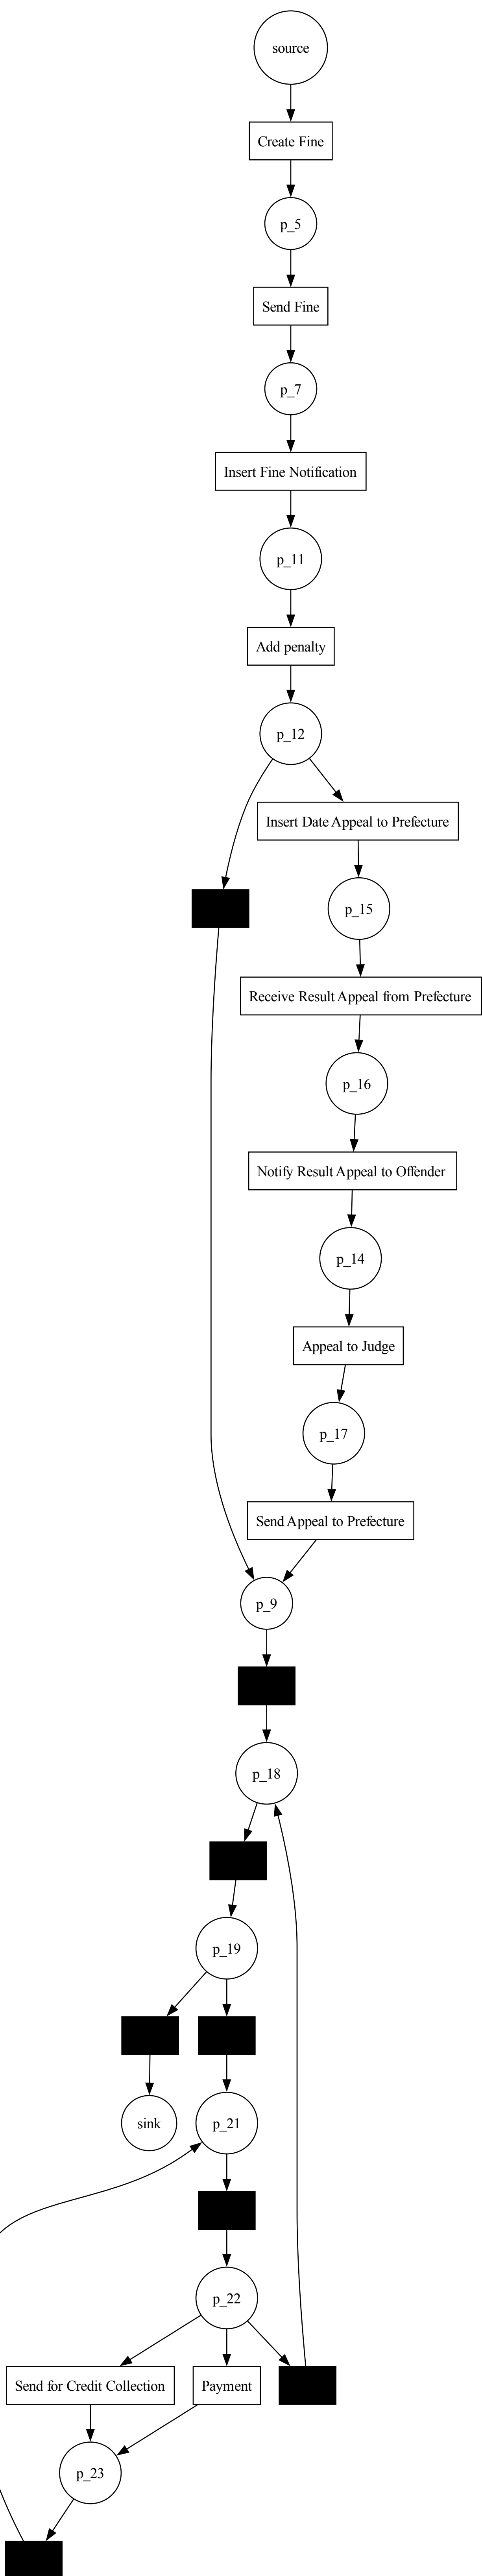 source
Create Fine
p_5
Send Fine
p_7
Insert Fine Notification
p_11
Add penalty
p_12
Insert Date Appeal to Prefecture
p_15
Receive Result Appeal from Prefecture
p_16
Notify Result Appeal to Offender
p_14
Appeal to Judge
p_17
Send Appeal to Prefecture
p_9
p_18
p_19
sink
p_21
p_22
Send for Credit Collection
Payment
p_23